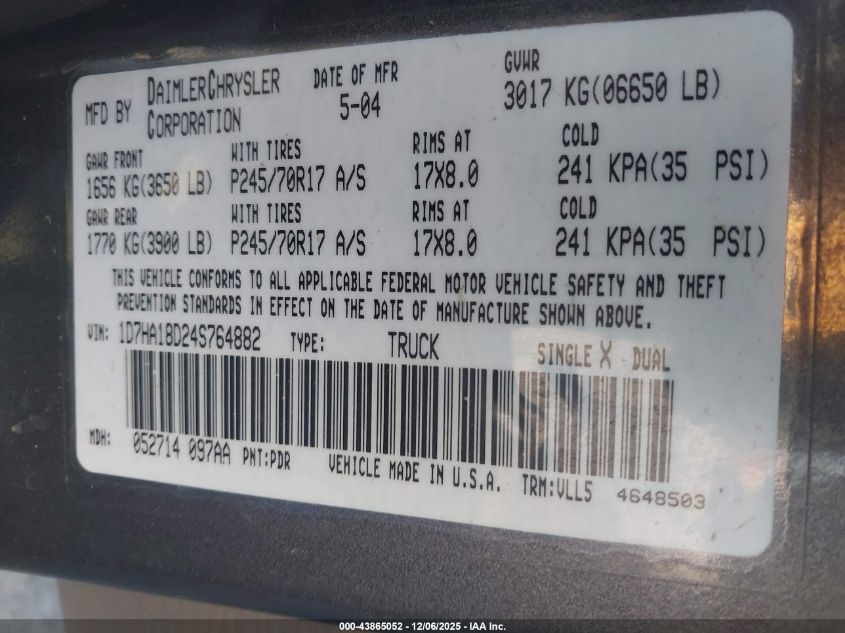 MFD BY DAIMLERCHRYSLER CORPORATION DATE OF MFR 5-04 GVWR 3017 KG(06650 LB)
GAWR FRONT WITH TIRES RIMS AT COLD
1656 KG(3650 LB) P245/70R17 A/S 17X8.0 241 KPA(35 PSI)
GAWR REAR WITH TIRES RIMS AT COLD
1770 KG(3900 LB) P245/70R17 A/S 17X8.0 241 KPA(35 PSI)
THIS VEHICLE CONFORMS TO ALL APPLICABLE FEDERAL MOTOR VEHICLE SAFETY AND THEFT
PREVENTION STANDARDS IN EFFECT ON THE DATE OF MANUFACTURE SHOWN ABOVE.
VIN: 1D7HA18D24S764882 TYPE: TRUCK SINGLE X DUAL
MDH: 052714 097AA PNT:PDR VEHICLE MADE IN U.S.A. TRM:VLL5 4648503
000-43865052 - 12/06/2025 - IAA Inc.